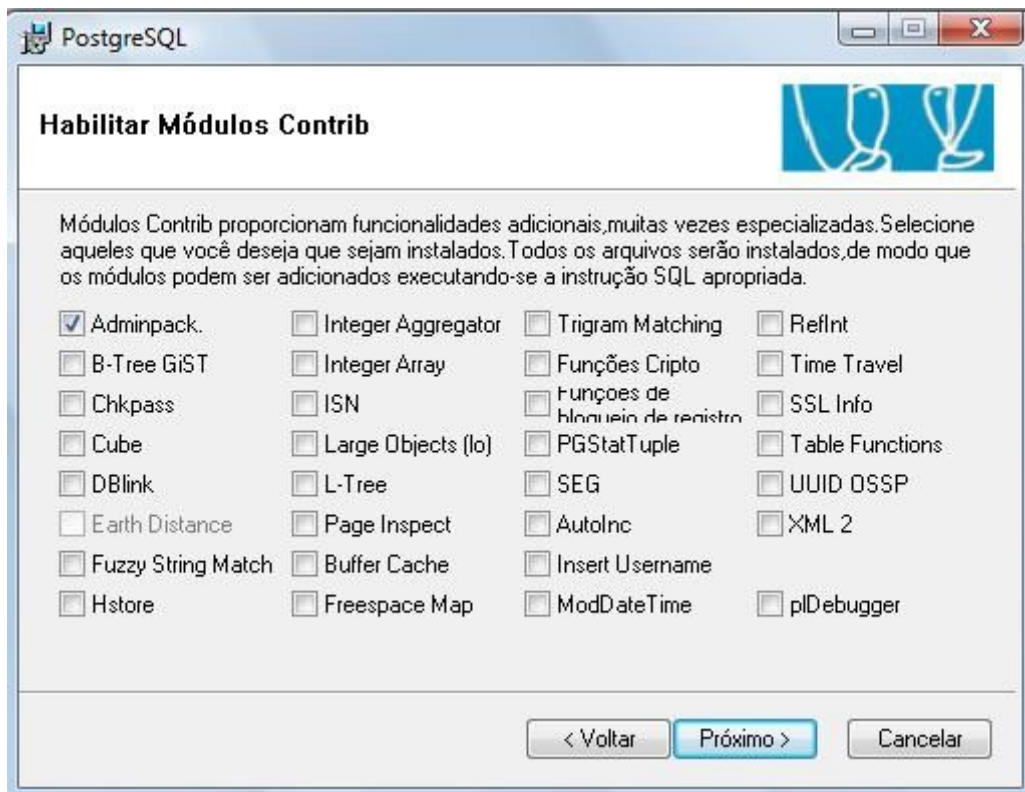 PostgreSQL
Habilitar Módulos Contrib
Módulos Contrib proporcionam funcionalidades adicionais,muitas vezes especializadas.Selecione
aqueles que você deseja que sejam instalados.Todos os arquivos serão instalados,de modo que
os módulos podem ser adicionados executando-se a instrução SQL apropriada.
Adminpack.
B-Tree GiST
Chkpass
Cube
DBlink
Earth Distance
Fuzzy String Match
Hstore
Integer Aggregator
Integer Array
ISN
Large Objects (lo)
L-Tree
Page Inspect
Buffer Cache
Freespace Map
Trigram Matching
Funções Cripto
Funções de
bloqueio de registro
PGStatTuple
SEG
AutoInc
Insert Username
ModDateTime
RefInt
Time Travel
SSL Info
Table Functions
UUID OSSP
XML 2
plDebugger
< Voltar
Próximo >
Cancelar